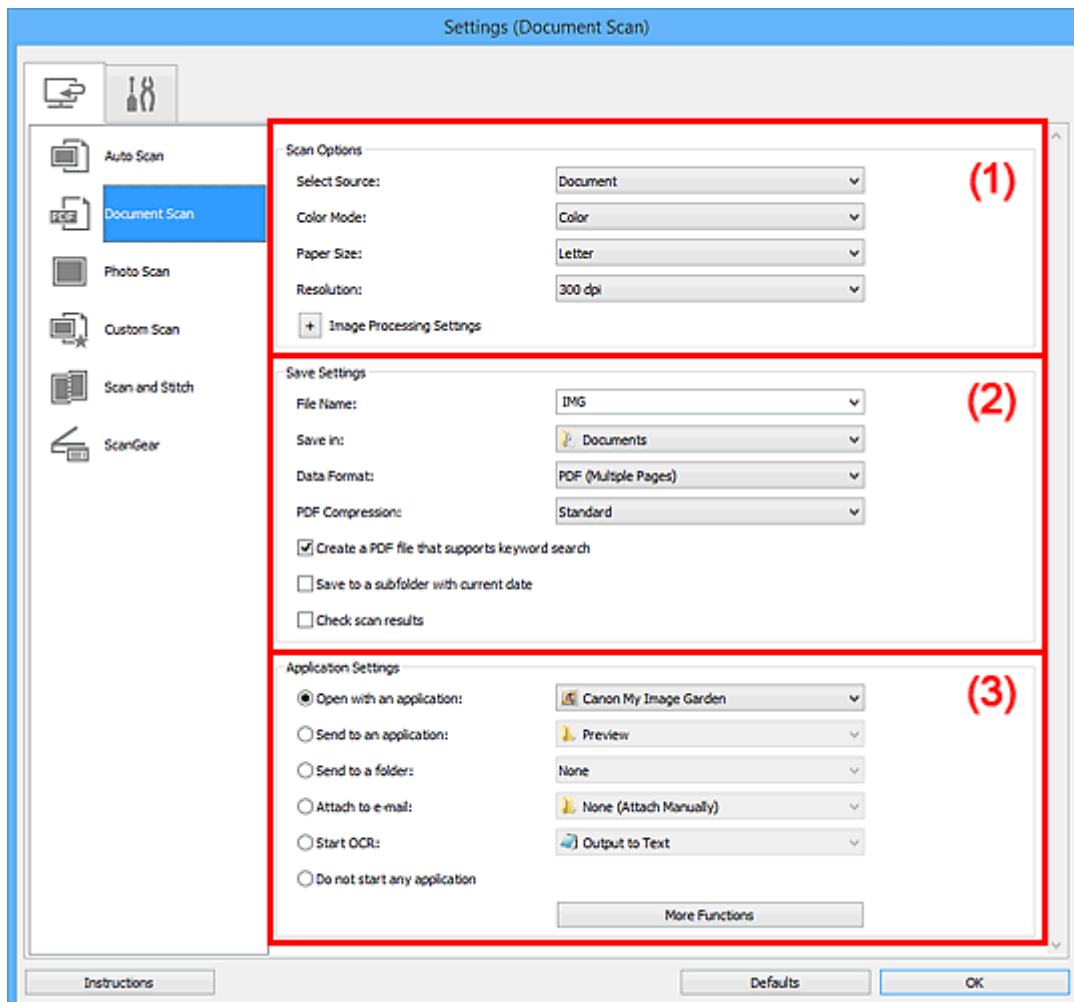 Settings (Document Scan)
Auto Scan
Document Scan
Photo Scan
Custom Scan
Scan and Stitch
ScanGear
Scan Options
(1)
Select Source: Document
Color Mode: Color
Paper Size: Letter
Resolution: 300 dpi
+ Image Processing Settings
Save Settings
(2)
File Name: IMG
Save in: Documents
Data Format: PDF (Multiple Pages)
PDF Compression: Standard
Create a PDF file that supports keyword search
Save to a subfolder with current date
Check scan results
Application Settings
(3)
Open with an application: Canon My Image Garden
Send to an application: Preview
Send to a folder: None
Attach to e-mail: None (Attach Manually)
Start OCR: Output to Text
Do not start any application
More Functions
Instructions Defaults OK